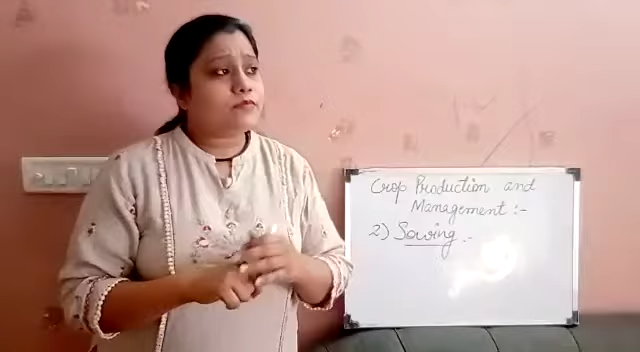 Crop Production and
Management :-
2) Sowing :-